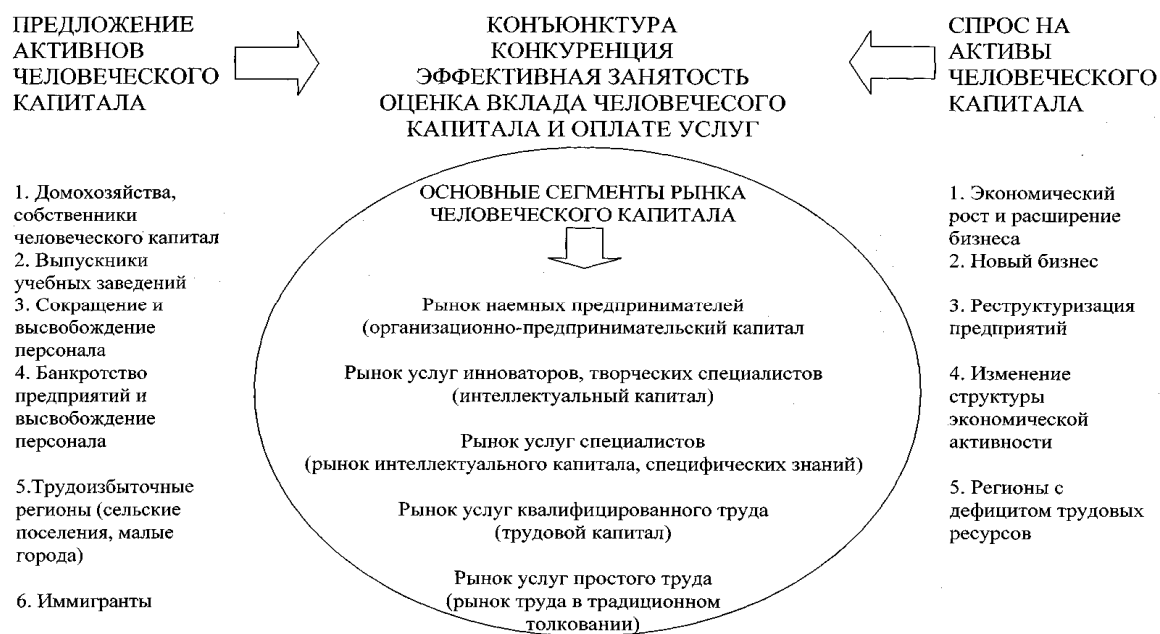 ПРЕДЛОЖЕНИЕ
АКТИВНОВ
ЧЕЛОВЕЧЕСКОГО
КАПИТАЛА
КОНЪЮНКТУРА
КОНКУРЕНЦИЯ
ЭФФЕКТИВНАЯ ЗАНЯТОСТЬ
ОЦЕНКА ВКЛАДА ЧЕЛОВЕЧЕСОГО
КАПИТАЛА И ОПЛАТЕ УСЛУГ
СПРОС НА
АКТИВЫ
ЧЕЛОВЕЧЕСКОГО
КАПИТАЛА
1. Домохозяйства,
собственники
человеческого капитал
2. Выпускники
учебных заведений
3. Сокращение и
высвобождение
персонала
4. Банкротство
предприятий и
высвобождение
персонала
5.Трудоизбыточные
регионы (сельские
поселения, малые
города)
6. Иммигранты
ОСНОВНЫЕ СЕГМЕНТЫ РЫНКА
ЧЕЛОВЕЧЕСКОГО КАПИТАЛА
Рынок наемных предпринимателей
(организационно-предпринимательский капитал
Рынок услуг инноваторов, творческих специалистов
(интеллектуальный капитал)
Рынок услуг специалистов
(рынок интеллектуального капитала, специфических знаний)
Рынок услуг квалифицированного труда
(трудовой капитал)
Рынок услуг простого труда
(рынок труда в традиционном
толковании)
1. Экономический
рост и расширение
бизнеса
2. Новый бизнес
3. Реструктуризация
предприятий
4. Изменение
структуры
экономической
активности
5. Регионы с
дефицитом трудовых
ресурсов